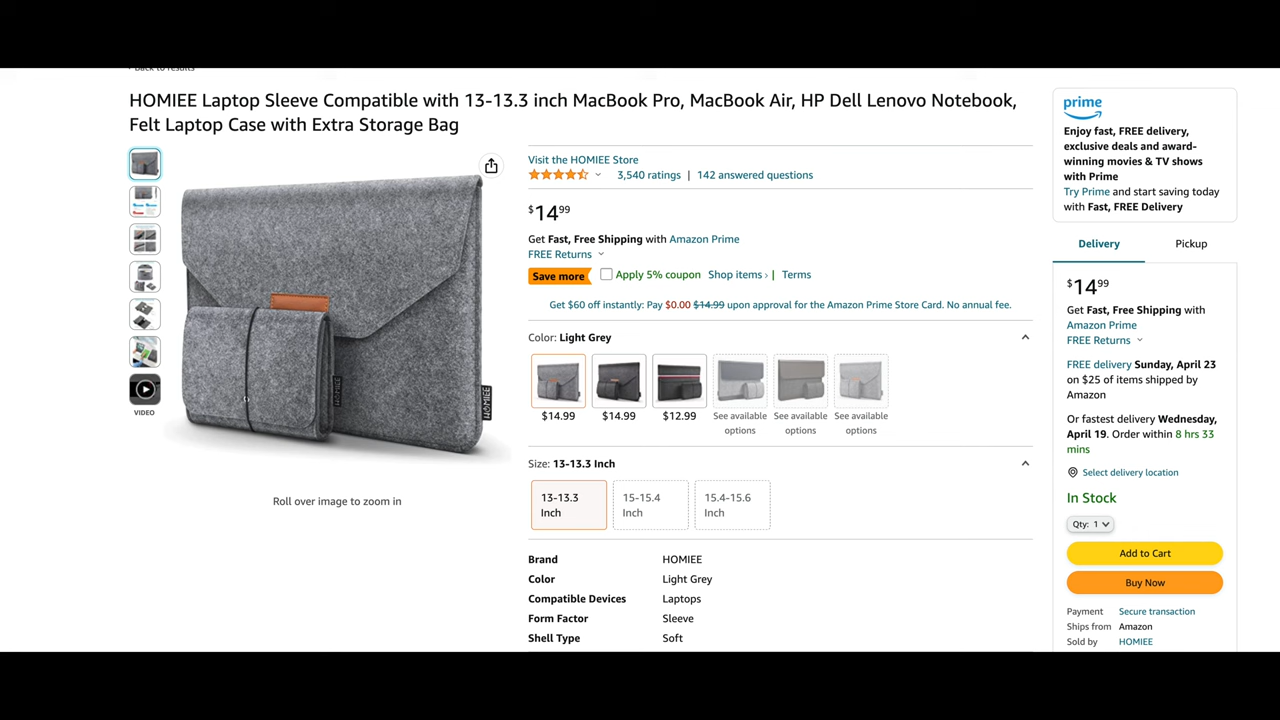 Back to results
HOMIEE Laptop Sleeve Compatible with 13-13.3 inch MacBook Pro, MacBook Air, HP Dell Lenovo Notebook,
Felt Laptop Case with Extra Storage Bag
HOMIEE
HOMIEE
VIDEO
Roll over image to zoom in
Visit the HOMIEE Store
3,540 ratings | 142 answered questions
$14 99
Get Fast, Free Shipping with Amazon Prime
FREE Returns
Save more Apply 5% coupon Shop items › | Terms
Get $60 off instantly: Pay $0.00 $14.99 upon approval for the Amazon Prime Store Card. No annual fee.
Color: Light Grey
$14.99 $14.99 $12.99 See available options See available options See available options
Size: 13-13.3 Inch
13-13.3 Inch
15-15.4 Inch
15.4-15.6 Inch
Brand HOMIEE
Color Light Grey
Compatible Devices Laptops
Form Factor Sleeve
Shell Type Soft
prime
Enjoy fast, FREE delivery,
exclusive deals and award-
winning movies & TV shows
with Prime
Try Prime and start saving today
with Fast, FREE Delivery
Delivery Pickup
$14 99
Get Fast, Free Shipping with
Amazon Prime
FREE Returns
FREE delivery Sunday, April 23
on $25 of items shipped by
Amazon
Or fastest delivery Wednesday,
April 19. Order within 8 hrs 33
mins
Select delivery location
In Stock
Qty: 1
Add to Cart
Buy Now
Payment Secure transaction
Ships from Amazon
Sold by HOMIEE